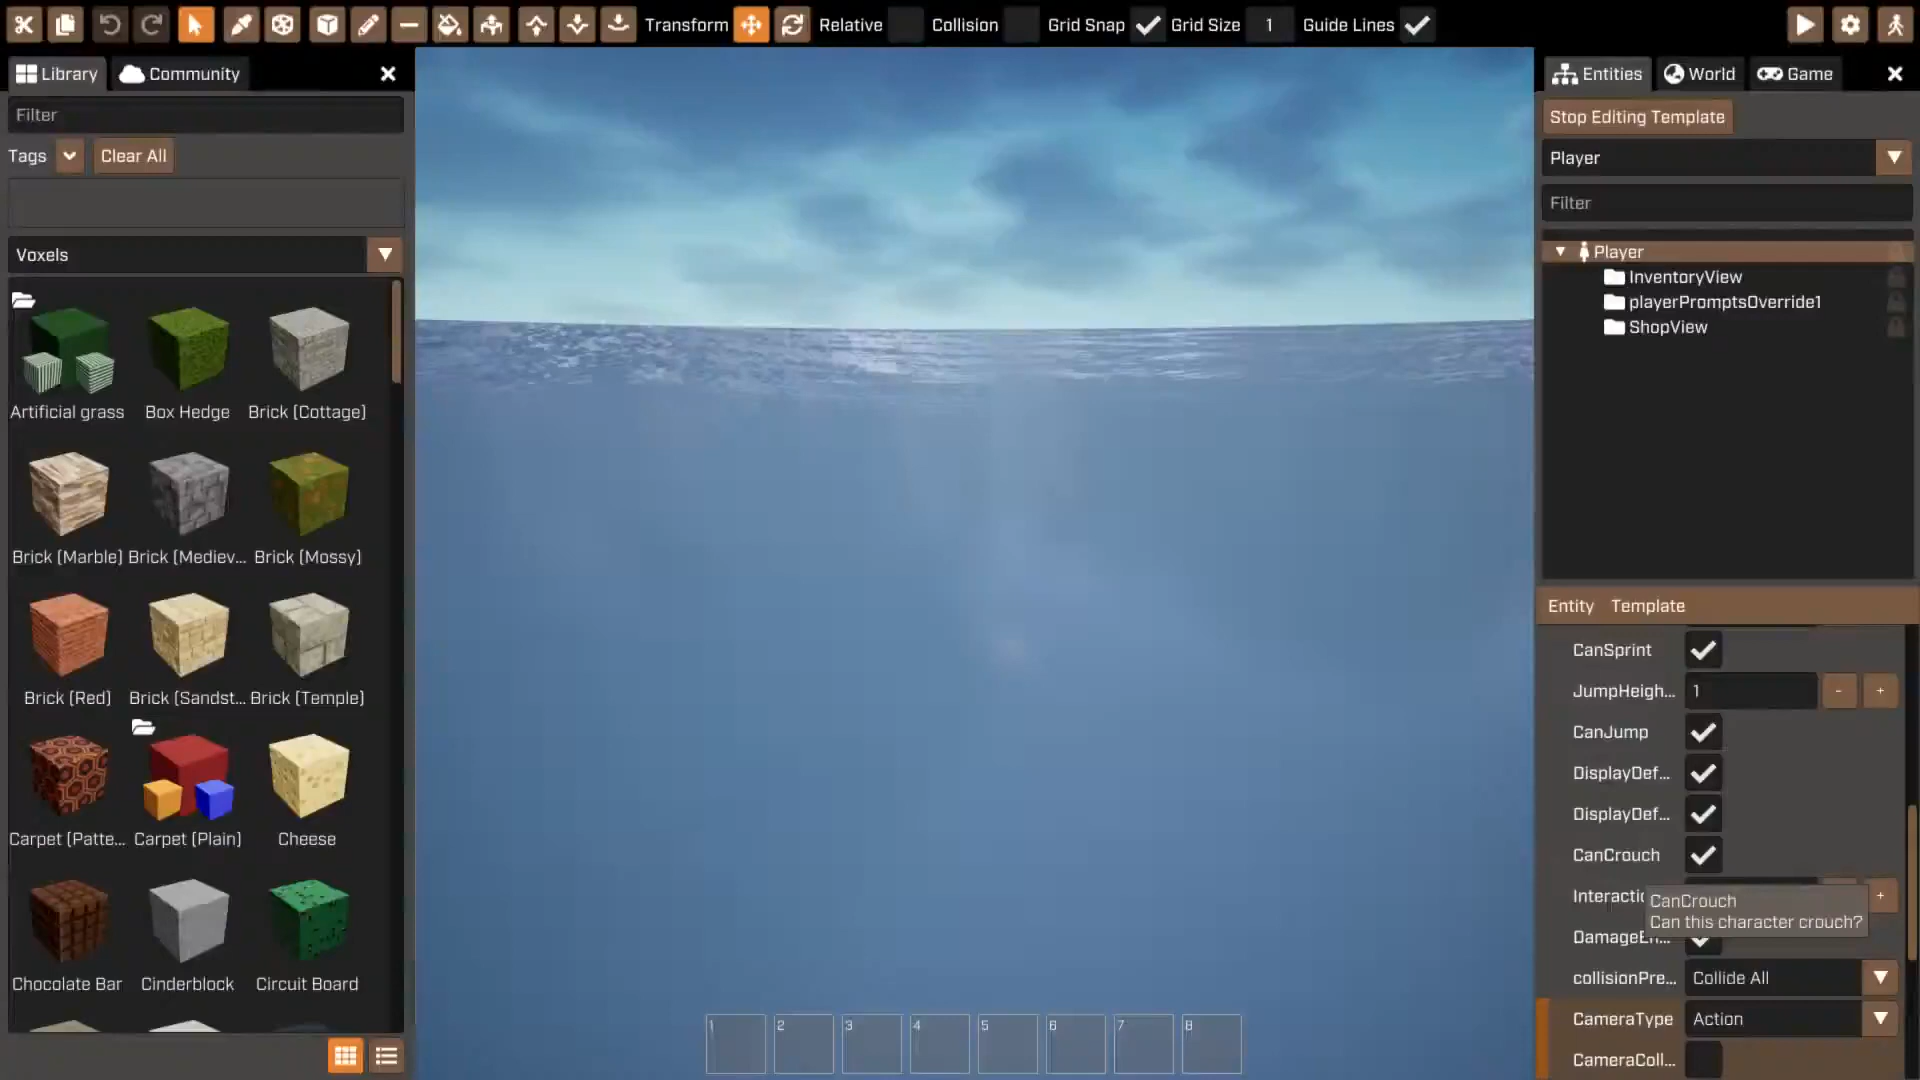 Transform
Relative
Collision
Grid Snap
Grid Size
1
Guide Lines
Library
Community
Filter
Tags
Clear All
Voxels
Artificial grass
Box Hedge
Brick (Cottage)
Brick (Marble)
Brick (Mediev...
Brick (Mossy)
Brick (Red)
Brick (Sandst...
Brick (Temple)
Carpet (Patte...
Carpet (Plain)
Cheese
Chocolate Bar
Cinderblock
Circuit Board
1
2
3
4
5
6
7
8
Entities
World
Game
Stop Editing Template
Player
Filter
Player
InventoryView
playerPromptsOverride1
ShopView
Entity
Template
CanSprint
JumpHeigh...
1
-
+
CanJump
DisplayDef...
DisplayDef...
CanCrouch
Interactio
+
CanCrouch
Can this character crouch?
collisionPre...
Collide All
CameraType
Action
CameraColl...